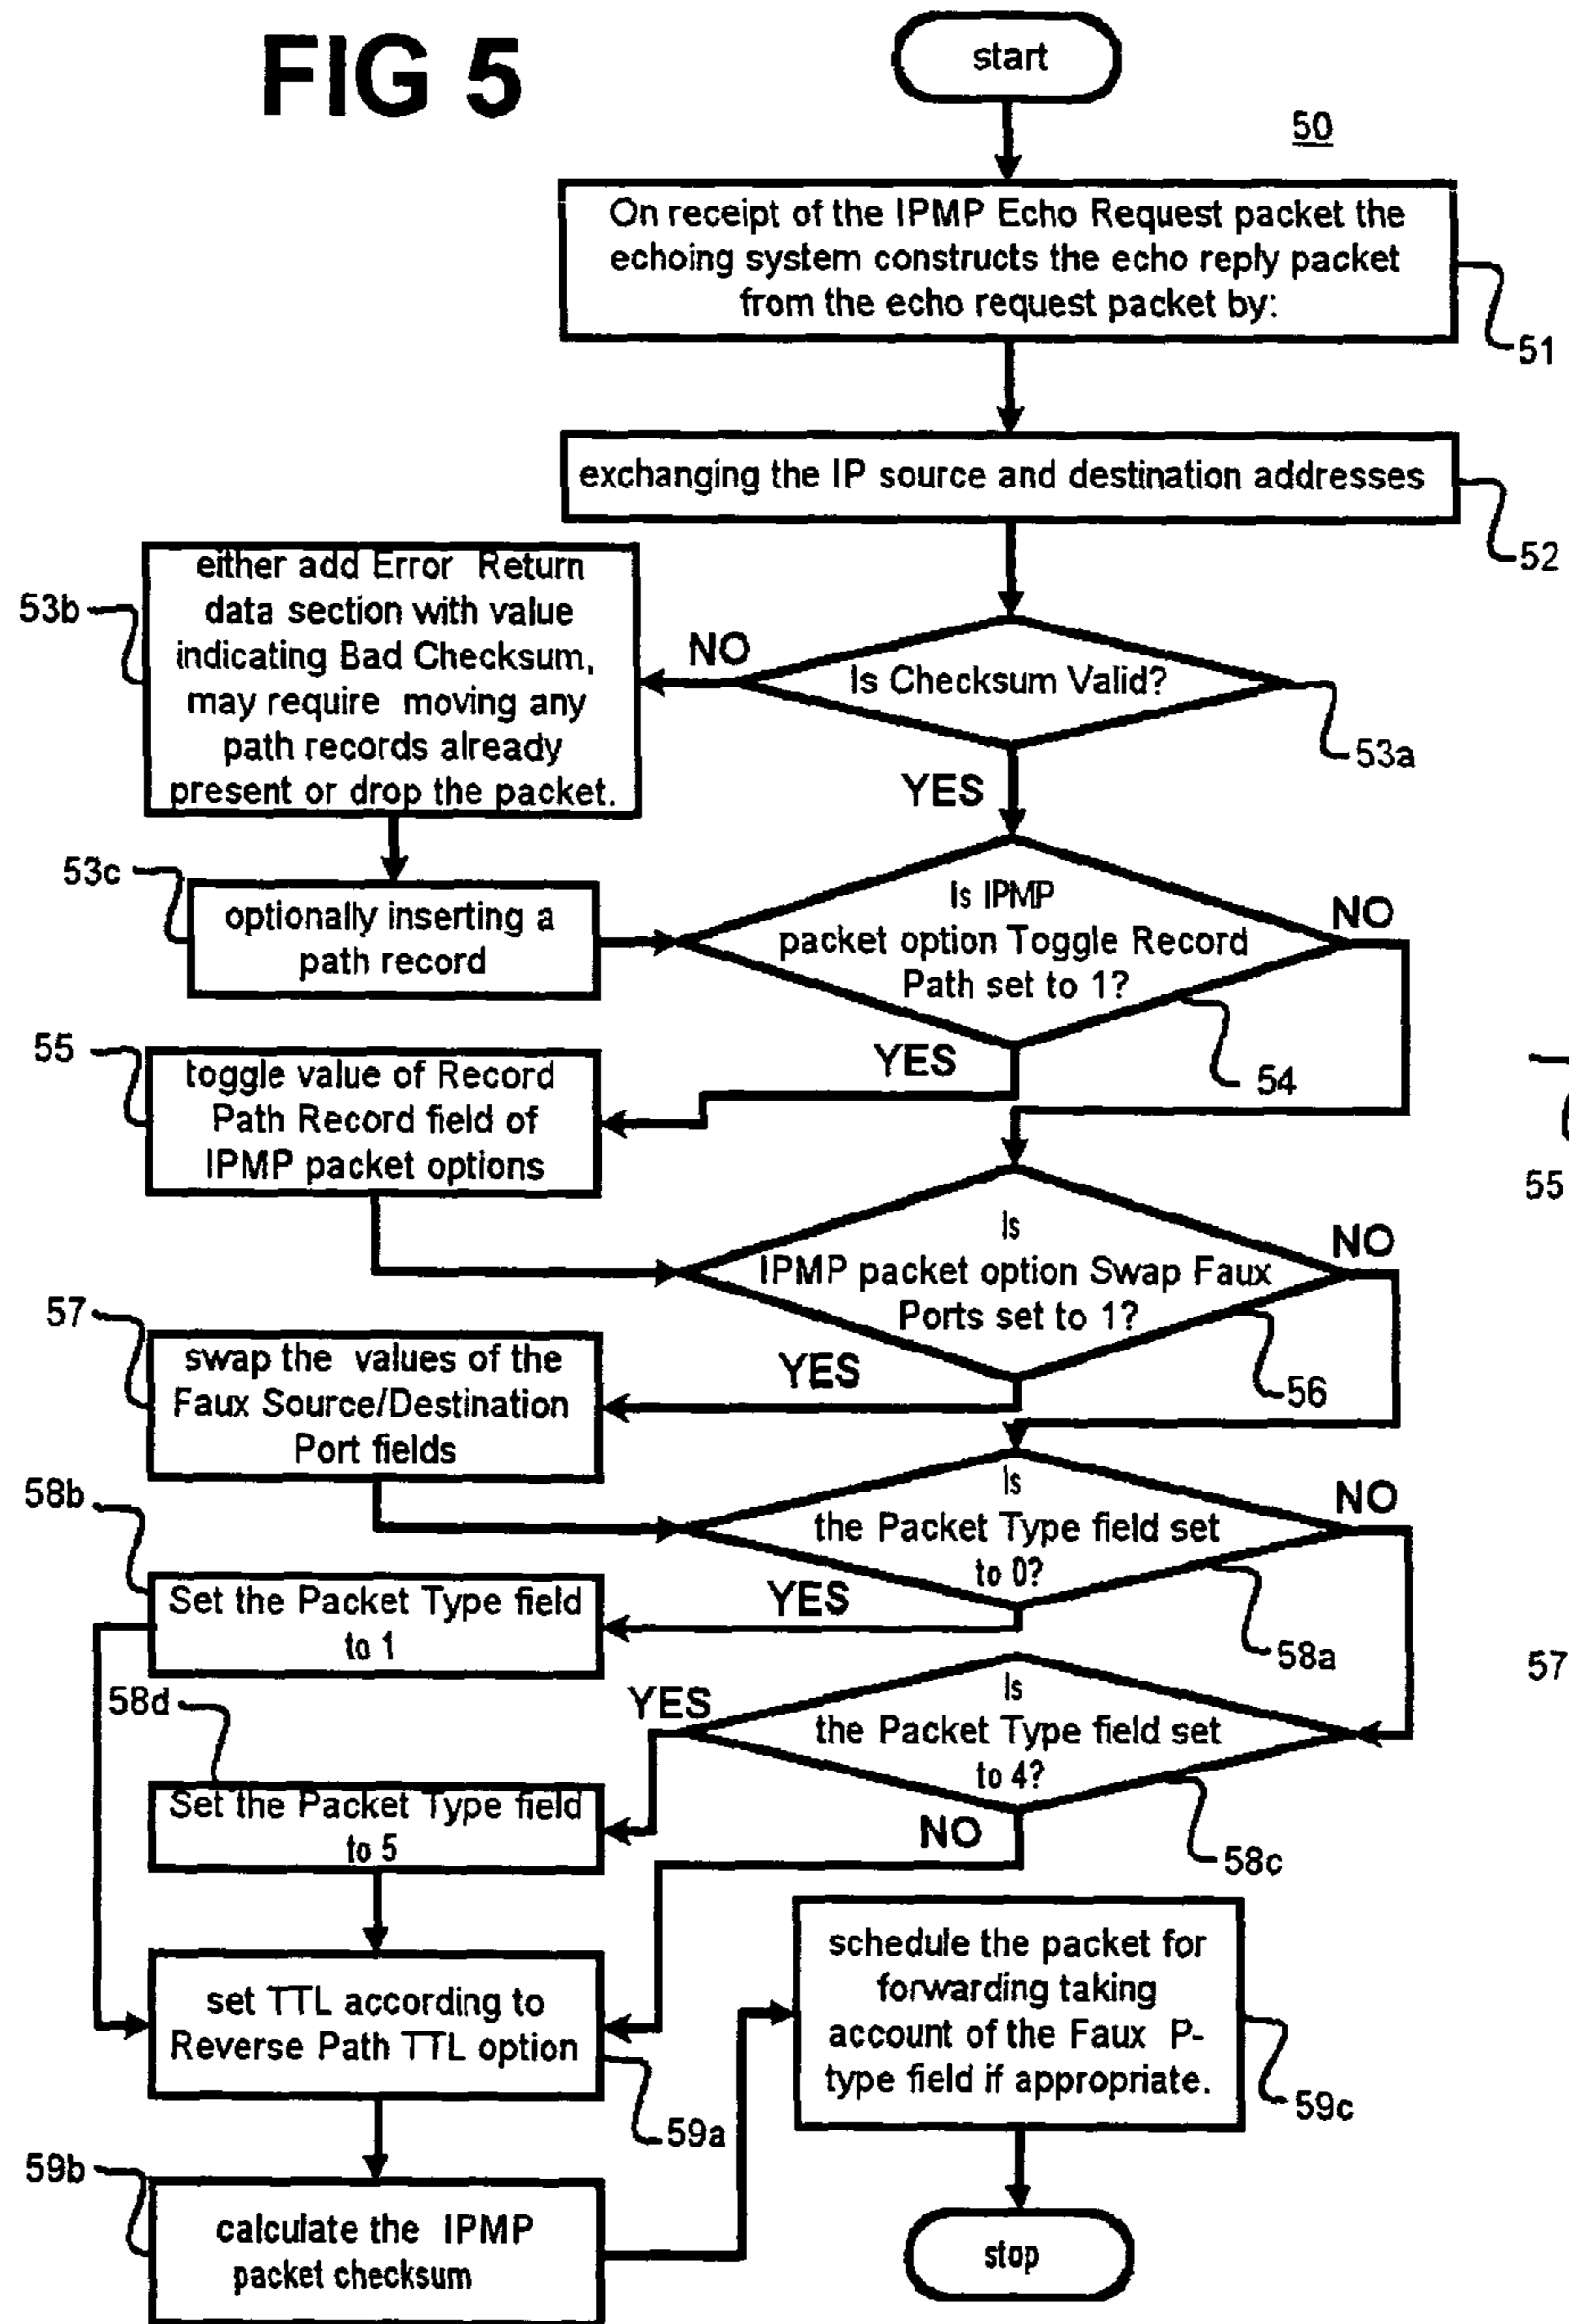 FIG 5
start
50
On receipt of the IPMP Echo Request packet the
echoing system constructs the echo reply packet
from the echo request packet by:
51
exchanging the IP source and destination addresses
52
either add Error Return
data section with value
indicating Bad Checksum,
may require moving any
path records already
present or drop the packet.
53b
NO
Is Checksum Valid?
53a
YES
53c
optionally inserting a
path record
Is IPMP
packet option Toggle Record
Path set to 1?
NO
54
YES
55
toggle value of Record
Path Record field of
IPMP packet options
55
Is
IPMP packet option Swap Faux
Ports set to 1?
NO
56
YES
57
swap the values of the
Faux Source/Destination
Port fields
Is
the Packet Type field set
to 0?
NO
58a
YES
58b
Set the Packet Type field
to 1
57
58d
YES
Is
the Packet Type field set
to 4?
58c
NO
Set the Packet Type field
to 5
set TTL according to
Reverse Path TTL option
59a
schedule the packet for
forwarding taking
account of the Faux P-
type field if appropriate.
59c
59b
calculate the IPMP
packet checksum
stop